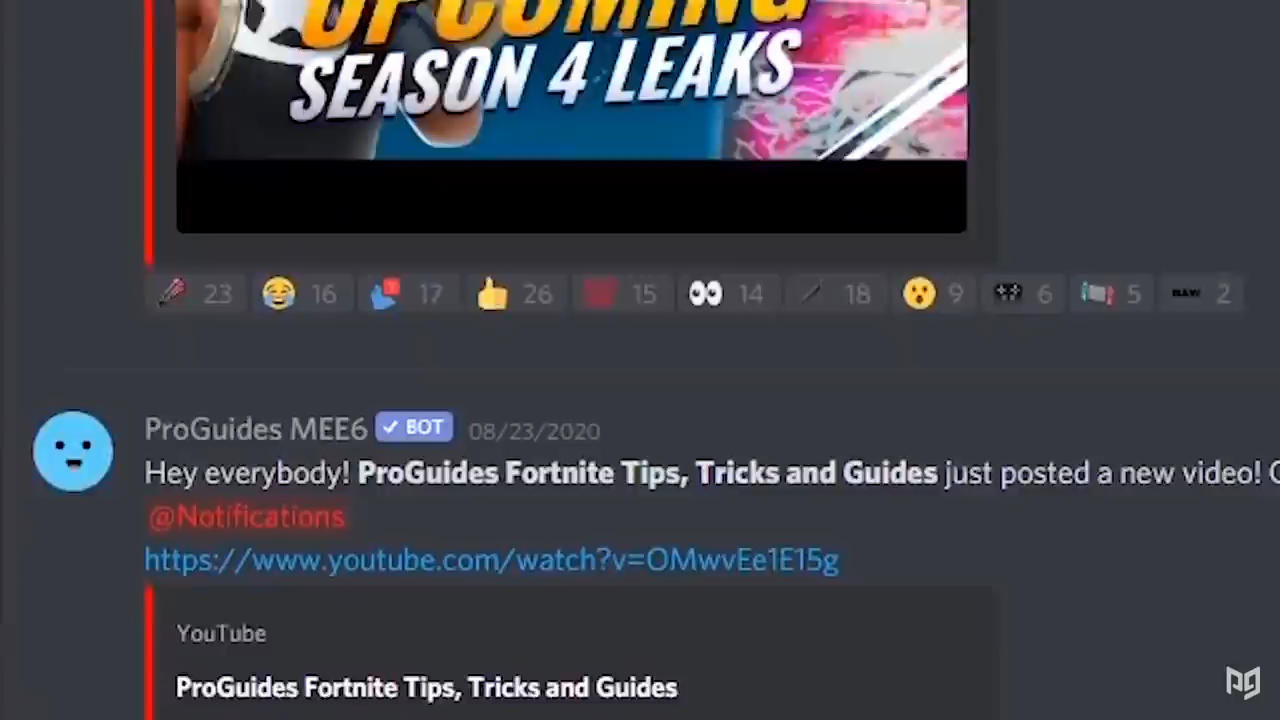 UPCOMING
SEASON 4 LEAKS
23 16 17 26 15 14 18 9 6 5 2
ProGuides MEE6 ✓ BOT 08/23/2020
Hey everybody! ProGuides Fortnite Tips, Tricks and Guides just posted a new video!
@Notifications
https://www.youtube.com/watch?v=OMwvEe1E15g
YouTube
ProGuides Fortnite Tips, Tricks and Guides